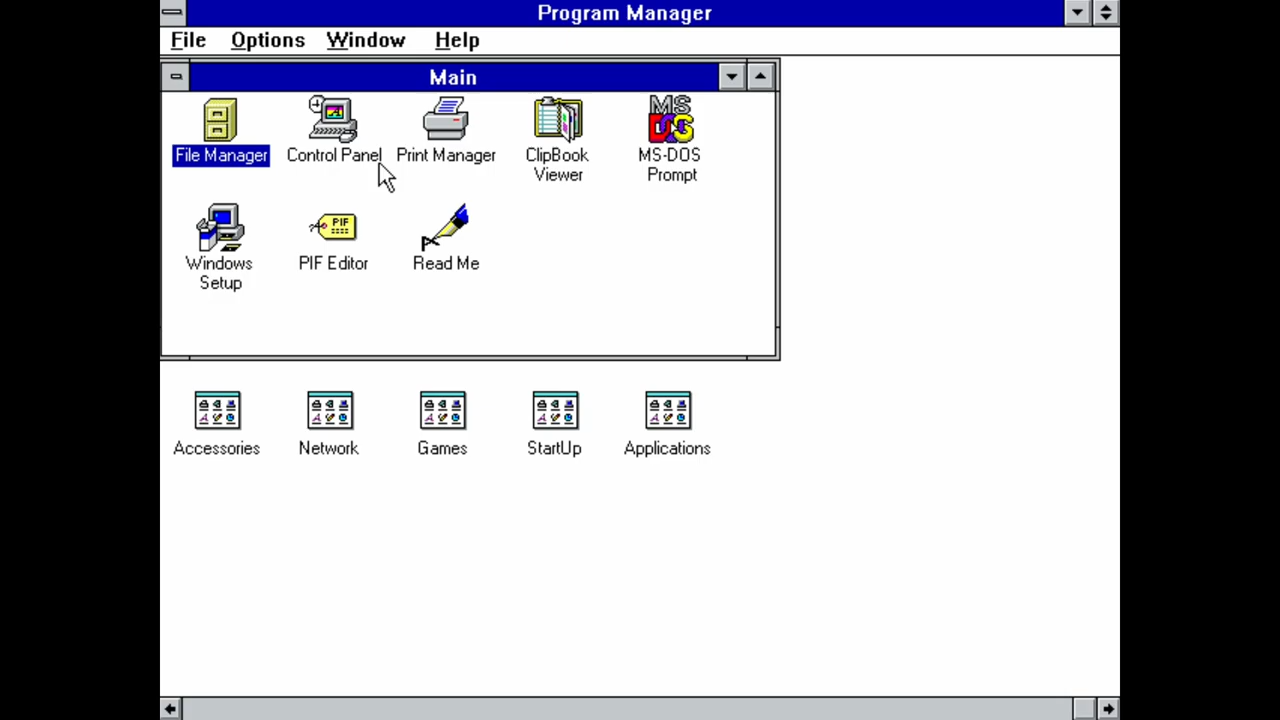 Program Manager
File Options Window Help
Main
File Manager
Control Panel
Print Manager
ClipBook
Viewer
MS-DOS
Prompt
Windows
Setup
PIF Editor
Read Me
Accessories
Network
Games
StartUp
Applications